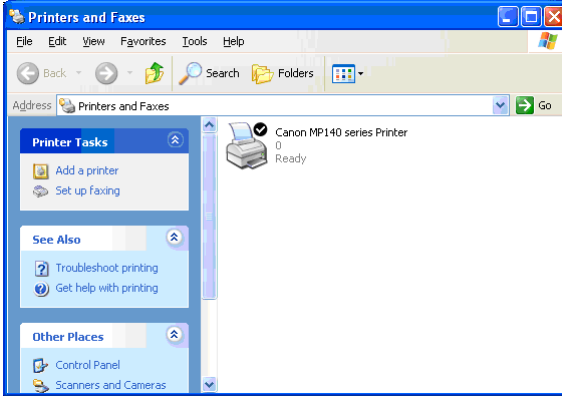 Printers and Faxes
File Edit View Favorites Tools Help
Back Search Folders
Address Printers and Faxes Go
Printer Tasks
Add a printer
Set up faxing
See Also
Troubleshoot printing
Get help with printing
Other Places
Control Panel
Scanners and Cameras
Canon MP140 series Printer
0
Ready